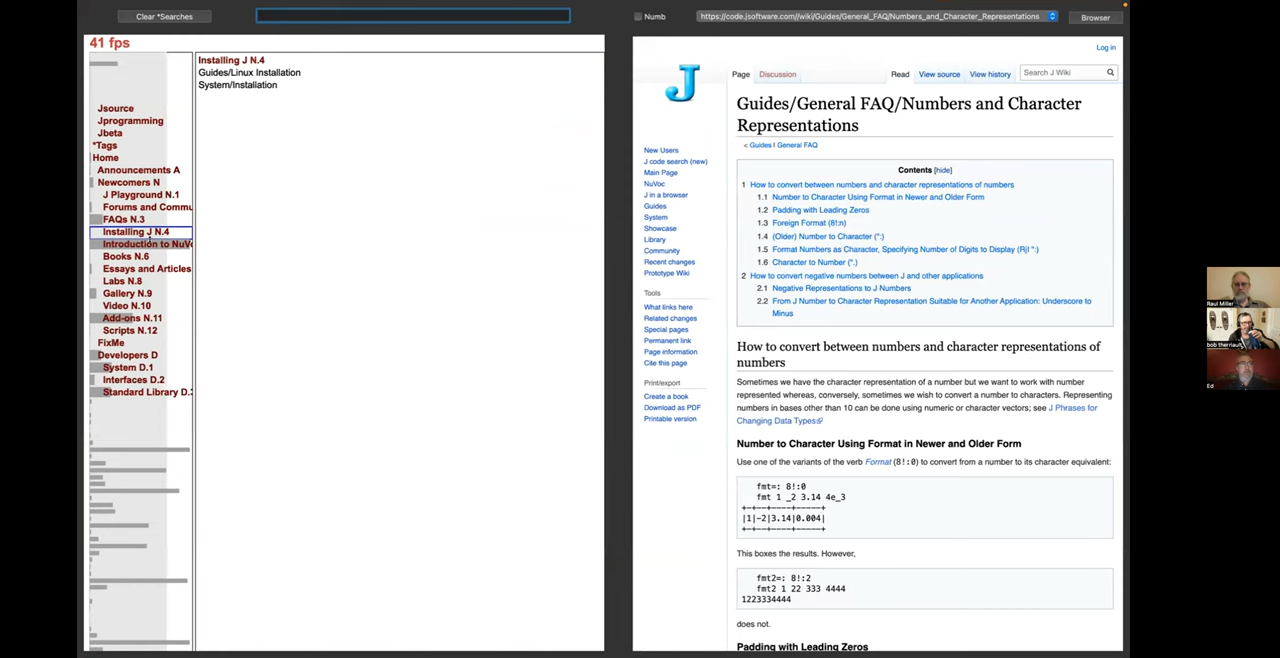 Clear *Searches
Numb
https://code.jsoftware.com//wiki/Guides/General_FAQ/Numbers_and_Character_Representations
Browser
41 fps
Jsource
Jprogramming
Jbeta
*Tags
Home
Announcements A
Newcomers N
J Playground N.1
Forums and Commu
FAQs N.3
Installing J N.4
Introduction to NuVo
Books N.6
Essays and Articles
Labs N.8
Gallery N.9
Video N.10
Add-ons N.11
Scripts N.12
FixMe
Developers D
System D.1
Interfaces D.2
Standard Library D.3
Installing J N.4
Guides/Linux Installation
System/Installation
Log in
J
Page
Discussion
Read
View source
View history
Search J Wiki
New Users
J code search (new)
Main Page
NuVoc
J in a browser
Guides
System
Showcase
Library
Community
Recent changes
Prototype Wiki
Tools
What links here
Related changes
Special pages
Permanent link
Page information
Cite this page
Print/export
Create a book
Download as PDF
Printable version
Guides/General FAQ/Numbers and Character
Representations
< Guides | General FAQ
Contents [hide]
1 How to convert between numbers and character representations of numbers
1.1 Number to Character Using Format in Newer and Older Form
1.2 Padding with Leading Zeros
1.3 Foreign Format (8!:n)
1.4 (Older) Number to Character (":)
1.5 Format Numbers as Character, Specifying Number of Digits to Display (RjI ":)
1.6 Character to Number (".)
2 How to convert negative numbers between J and other applications
2.1 Negative Representations to J Numbers
2.2 From J Number to Character Representation Suitable for Another Application: Underscore to
Minus
How to convert between numbers and character representations of
numbers
Sometimes we have the character representation of a number but we want to work with number
represented whereas, conversely, sometimes we wish to convert a number to characters. Representing
numbers in bases other than 10 can be done using numeric or character vectors; see J Phrases for
Changing Data Types
Number to Character Using Format in Newer and Older Form
Use one of the variants of the verb Format (8!:0) to convert from a number to its character equivalent:
fmt=: 8!:0
fmt 1 _2 3.14 4e_3
+-+--+----+-----+
|1|-2|3.14|0.004|
+-+--+----+-----+
This boxes the results. However,
fmt2=: 8!:2
fmt2 1 22 333 4444
1223334444
does not.
Padding with Leading Zeros
Raul Miller
bob therriault
Ed